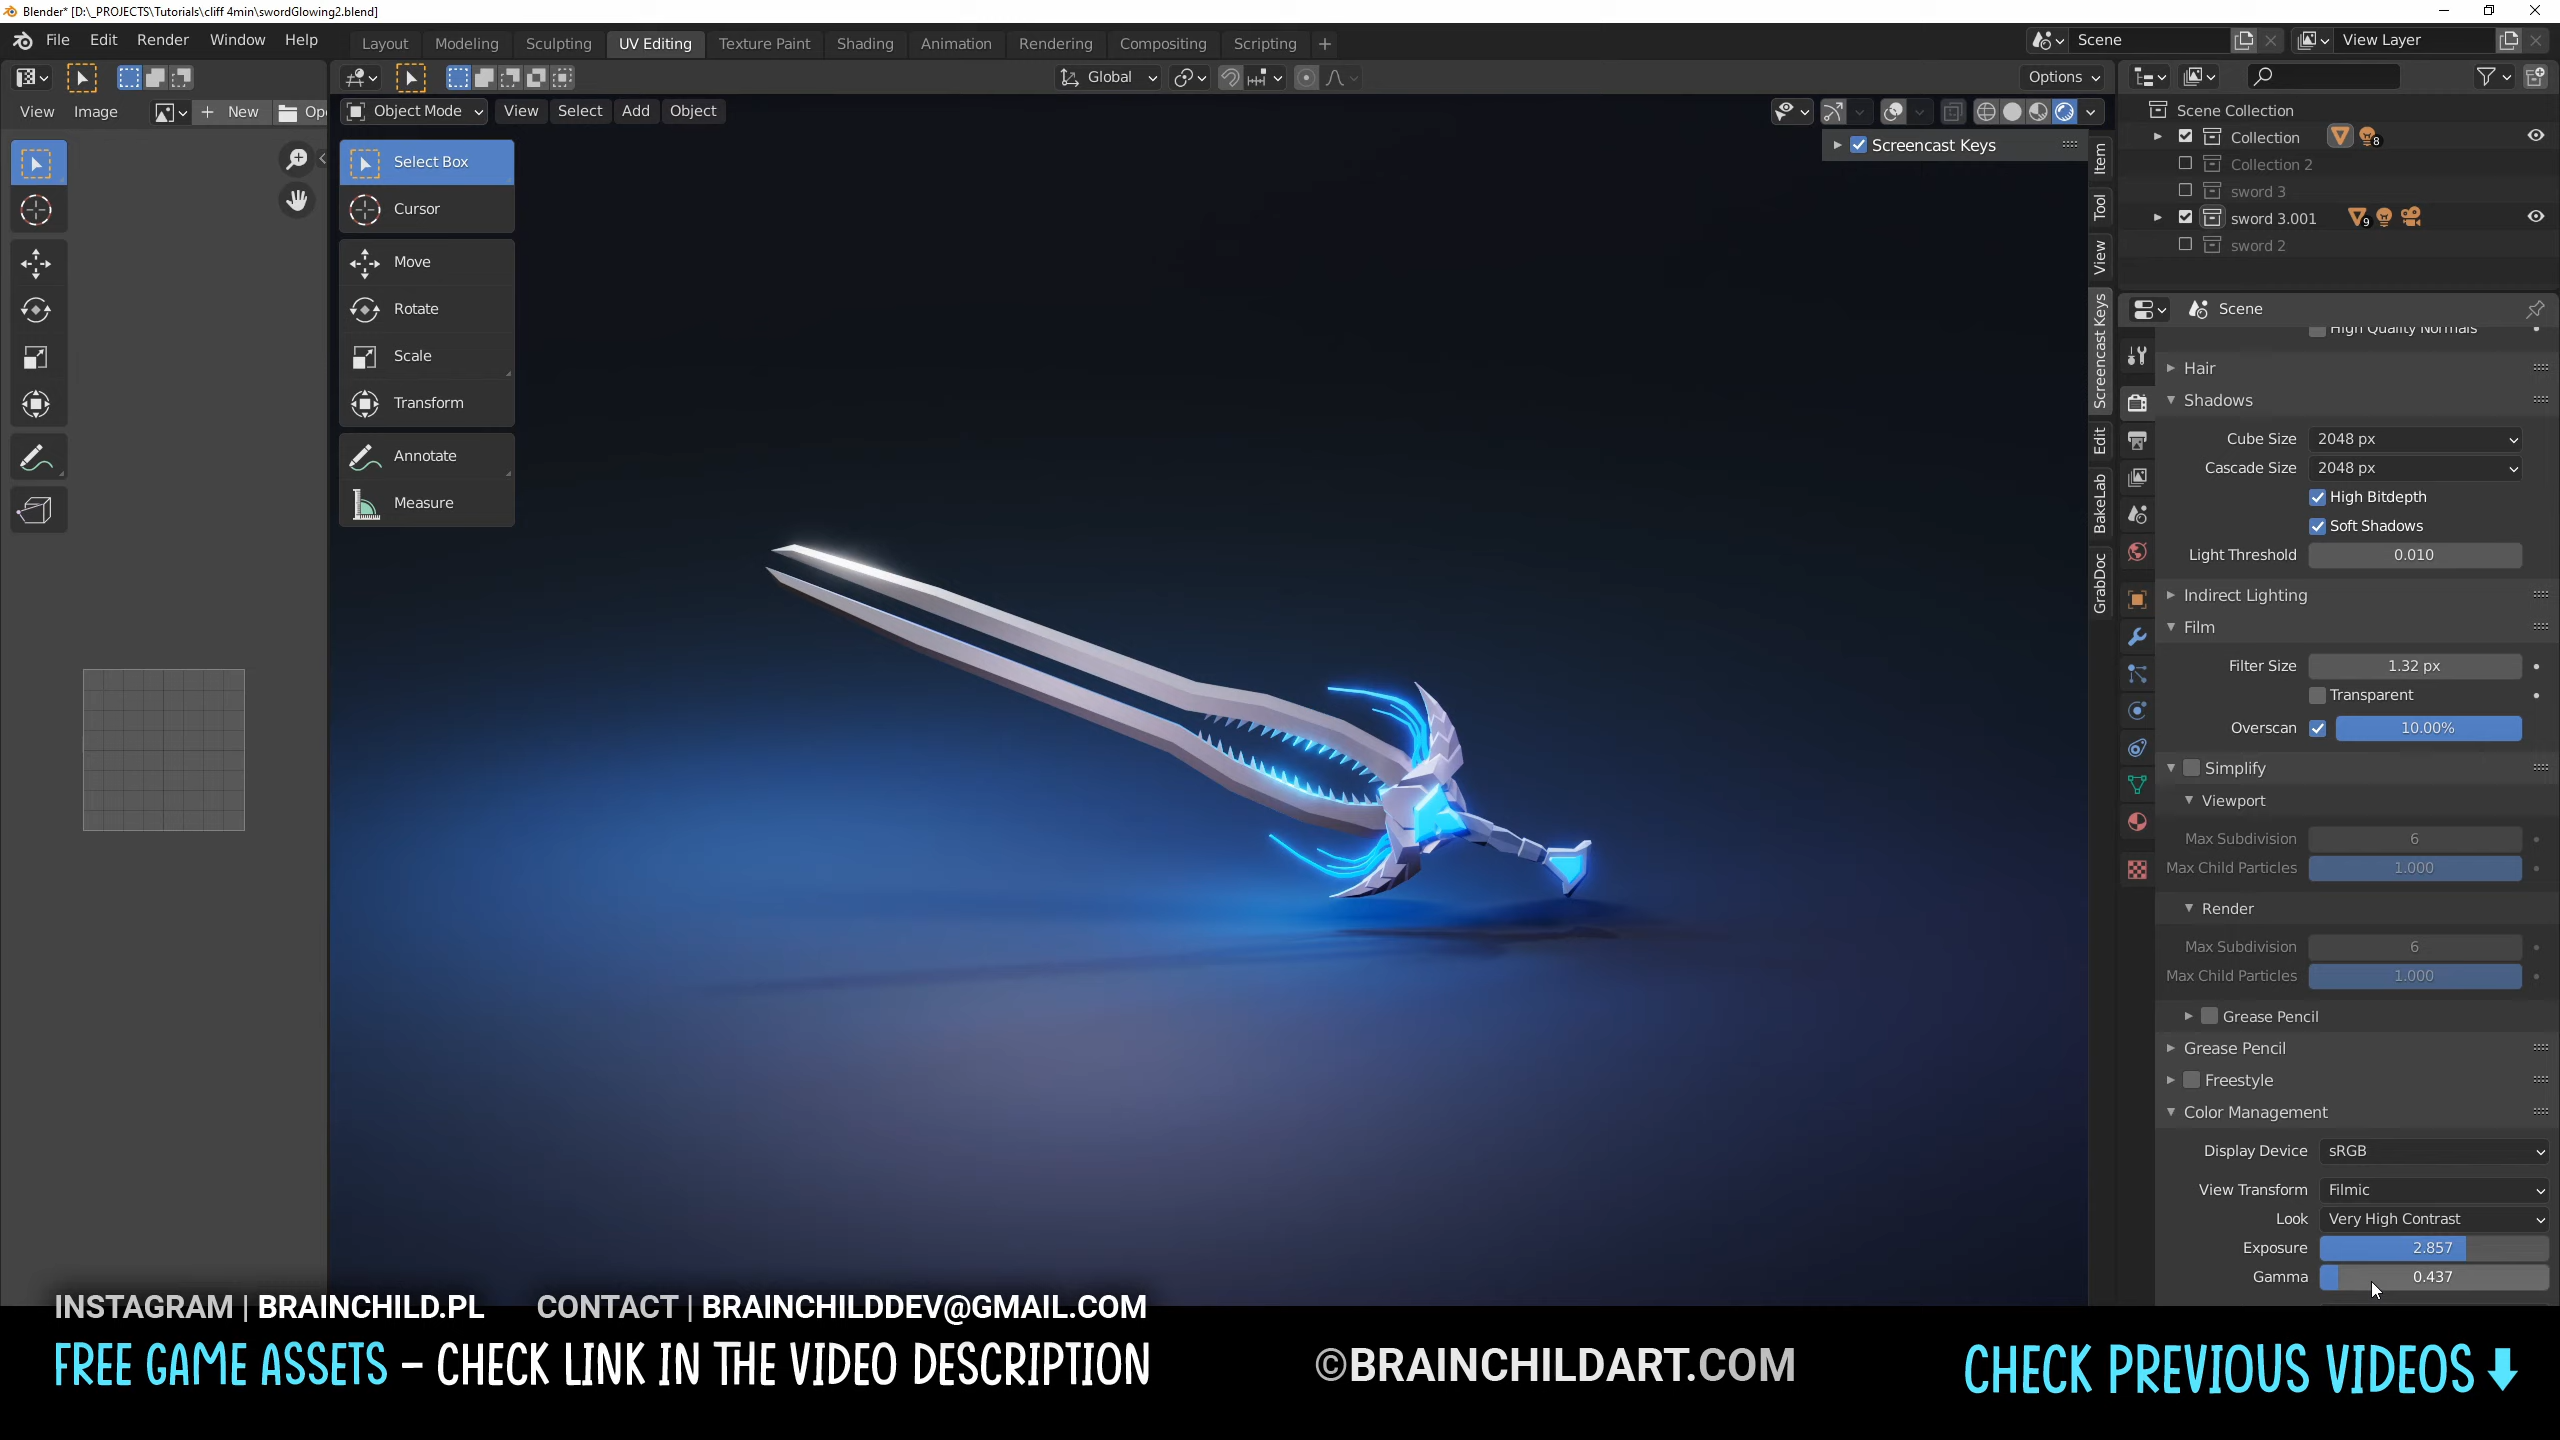 Blender* [D:\_PROJECTS\Tutorials\cliff 4min\swordGlowing2.blend]
File Edit Render Window Help
Layout Modeling Sculpting UV Editing Texture Paint Shading Animation Rendering Compositing Scripting +
Scene
View Layer
Global
Options
View Image New Op
Object Mode View Select Add Object
Select Box
Cursor
Move
Rotate
Scale
Transform
Annotate
Measure
Screencast Keys
Item
Tool
View
Screencast Keys
Edit
BakeLab
GrabDoc
Scene Collection
Collection 8
Collection 2
sword 3
sword 3.001 9
sword 2
Scene
High Quality Normals
Hair
Shadows
Cube Size 2048 px
Cascade Size 2048 px
High Bitdepth
Soft Shadows
Light Threshold 0.010
Indirect Lighting
Film
Filter Size 1.32 px
Transparent
Overscan 10.00%
Simplify
Viewport
Max Subdivision 6
Max Child Particles 1.000
Render
Max Subdivision 6
Max Child Particles 1.000
Grease Pencil
Grease Pencil
Freestyle
Color Management
Display Device sRGB
View Transform Filmic
Look Very High Contrast
Exposure 2.857
Gamma 0.437
INSTAGRAM | BRAINCHILD.PL CONTACT | BRAINCHILDDEV@GMAIL.COM
FREE GAME ASSETS – CHECK LINK IN THE VIDEO DESCRIPTION
©BRAINCHILDART.COM
CHECK PREVIOUS VIDEOS